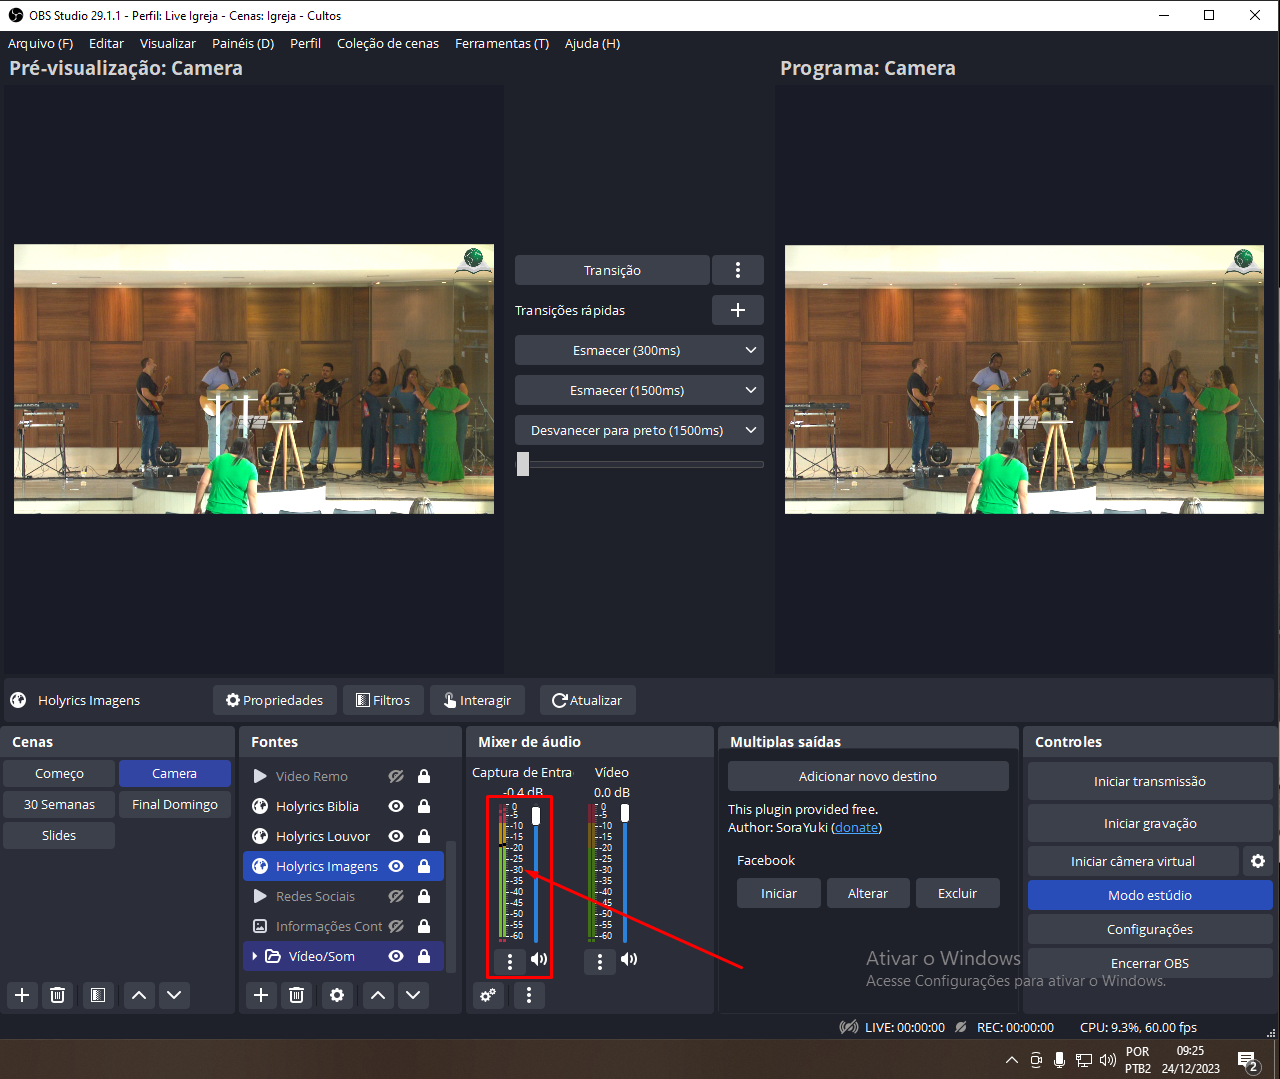 OBS Studio 29.1.1 - Perfil: Live Igreja - Cenas: Igreja - Cultos
Arquivo (F) Editar Visualizar Painéis (D) Perfil Coleção de cenas Ferramentas (T) Ajuda (H)
Pré-visualização: Camera
Programa: Camera
Transição
Transições rápidas
Esmaecer (300ms)
Esmaecer (1500ms)
Desvanecer para preto (1500ms)
Holyrics Imagens
Propriedades
Filtros
Interagir
Atualizar
Cenas
Começo
Camera
30 Semanas
Final Domingo
Slides
Fontes
Video Remo
Holyrics Biblia
Holyrics Louvor
Holyrics Imagens
Redes Sociais
Informações Cont
Vídeo/Som
Mixer de áudio
Captura de Entra
-0.4 dB
0
-5
-10
-15
-20
-25
-30
-35
-40
-45
-50
-55
-60
Vídeo
0.0 dB
0
-5
-10
-15
-20
-25
-30
-35
-40
-45
-50
-55
-60
Multiplas saídas
Adicionar novo destino
This plugin provided free.
Author: SoraYuki (donate)
Facebook
Iniciar
Alterar
Excluir
Controles
Iniciar transmissão
Iniciar gravação
Iniciar câmera virtual
Modo estúdio
Configurações
Encerrar OBS
Ativar o Windows
Acesse Configurações para ativar o Windows.
LIVE: 00:00:00
REC: 00:00:00
CPU: 9.3%, 60.00 fps
POR
PTB2
09:25
24/12/2023
2